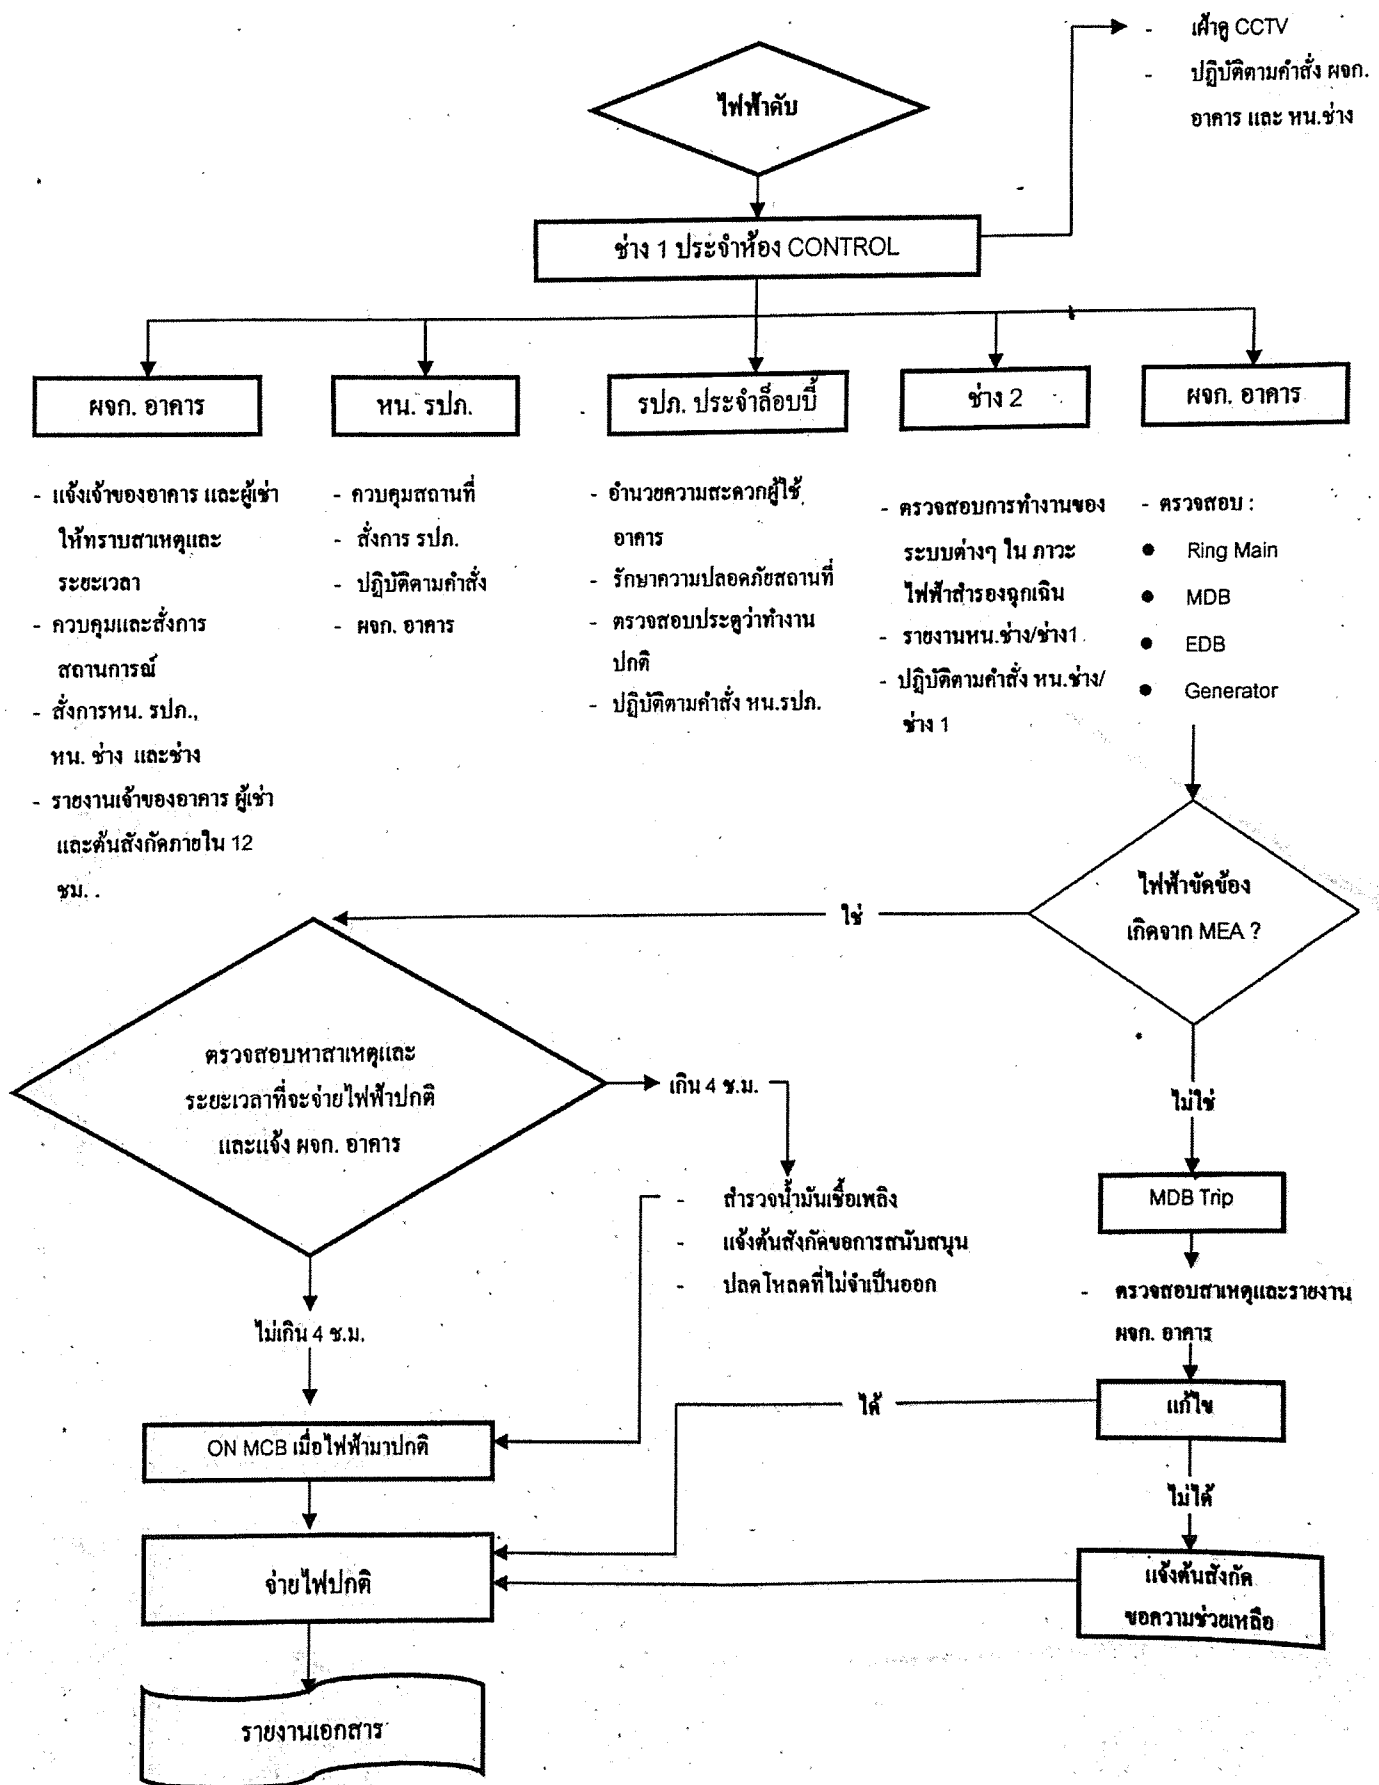 - เฝ้าดู CCTV
- ปฏิบัติตามคำสั่ง ผจก.
อาคาร และ หน.ช่าง
ไฟฟ้าดับ
ช่าง 1 ประจำห้อง CONTROL
ผจก. อาคาร
หน. รปภ.
รปภ. ประจำล็อบบี้
ช่าง 2
ผจก. อาคาร
- แจ้งเจ้าของอาคาร และผู้เช่า
ให้ทราบสาเหตุและ
ระยะเวลา
- ควบคุมและสั่งการ
สถานการณ์
- สั่งการหน. รปภ.,
หน. ช่าง และช่าง
- รายงานเจ้าของอาคาร ผู้เช่า
และต้นสังกัดภายใน 12
ชม. .
- ควบคุมสถานที่
- สั่งการ รปภ.
- ปฏิบัติตามคำสั่ง
- ผจก. อาคาร
- อำนวยความสะดวกผู้ใช้
อาคาร
- รักษาความปลอดภัยสถานที่
- ตรวจสอบประตูว่าทำงาน
ปกติ
- ปฏิบัติตามคำสั่ง หน.รปภ.
- ตรวจสอบการทำงานของ
ระบบต่างๆ ใน ภาวะ
ไฟฟ้าสำรองฉุกเฉิน
- รายงานหน.ช่าง/ช่าง1
- ปฏิบัติตามคำสั่ง หน.ช่าง/
ช่าง 1
- ตรวจสอบ :
● Ring Main
● MDB
● EDB
● Generator
ไฟฟ้าขัดข้อง
เกิดจาก MEA ?
ใช่
ไม่ใช่
ตรวจสอบหาสาเหตุและ
ระยะเวลาที่จะจ่ายไฟฟ้าปกติ
และแจ้ง ผจก. อาคาร
เกิน 4 ช.ม.
- สำรวจน้ำมันเชื้อเพลิง
- แจ้งต้นสังกัดขอการสนับสนุน
- ปลดโหลดที่ไม่จำเป็นออก
ไม่เกิน 4 ช.ม.
MDB Trip
- ตรวจสอบสาเหตุและรายงาน
ผจก. อาคาร
แก้ไข
ได้
ไม่ได้
ON MCB เมื่อไฟฟ้ามาปกติ
จ่ายไฟปกติ
แจ้งต้นสังกัด
ขอความช่วยเหลือ
รายงานเอกสาร